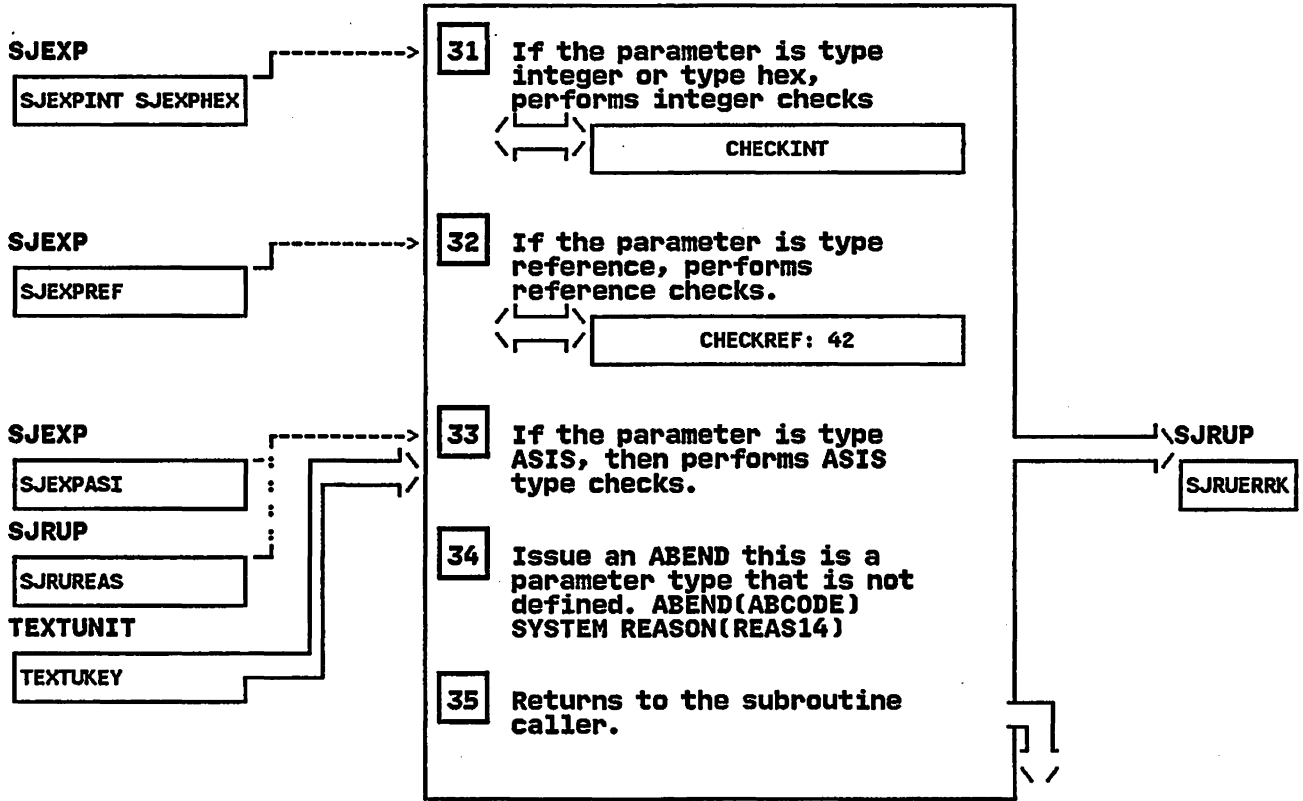 SJEXP
SJEXPINT SJEXPHEX
31 If the parameter is type
integer or type hex,
performs integer checks
CHECKINT
SJEXP
SJEXPREF
32 If the parameter is type
reference, performs
reference checks.
CHECKREF: 42
SJEXP
SJEXPASI
SJRUP
SJRUREAS
TEXTUNIT
TEXTUKEY
33 If the parameter is type
ASIS, then performs ASIS
type checks.
SJRUP
SJRUERRK
34 Issue an ABEND this is a
parameter type that is not
defined. ABEND(ABCODE)
SYSTEM REASON(REAS14)
35 Returns to the subroutine
caller.